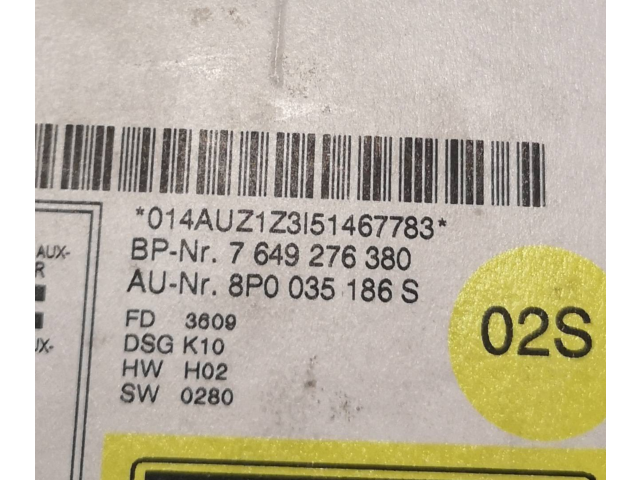 *014AUZ1Z3I51467783*
BP-Nr. 7 649 276 380
AU-Nr. 8P0 035 186 S
FD 3609
DSG K10
HW H02
SW 0280
02S
AUX-